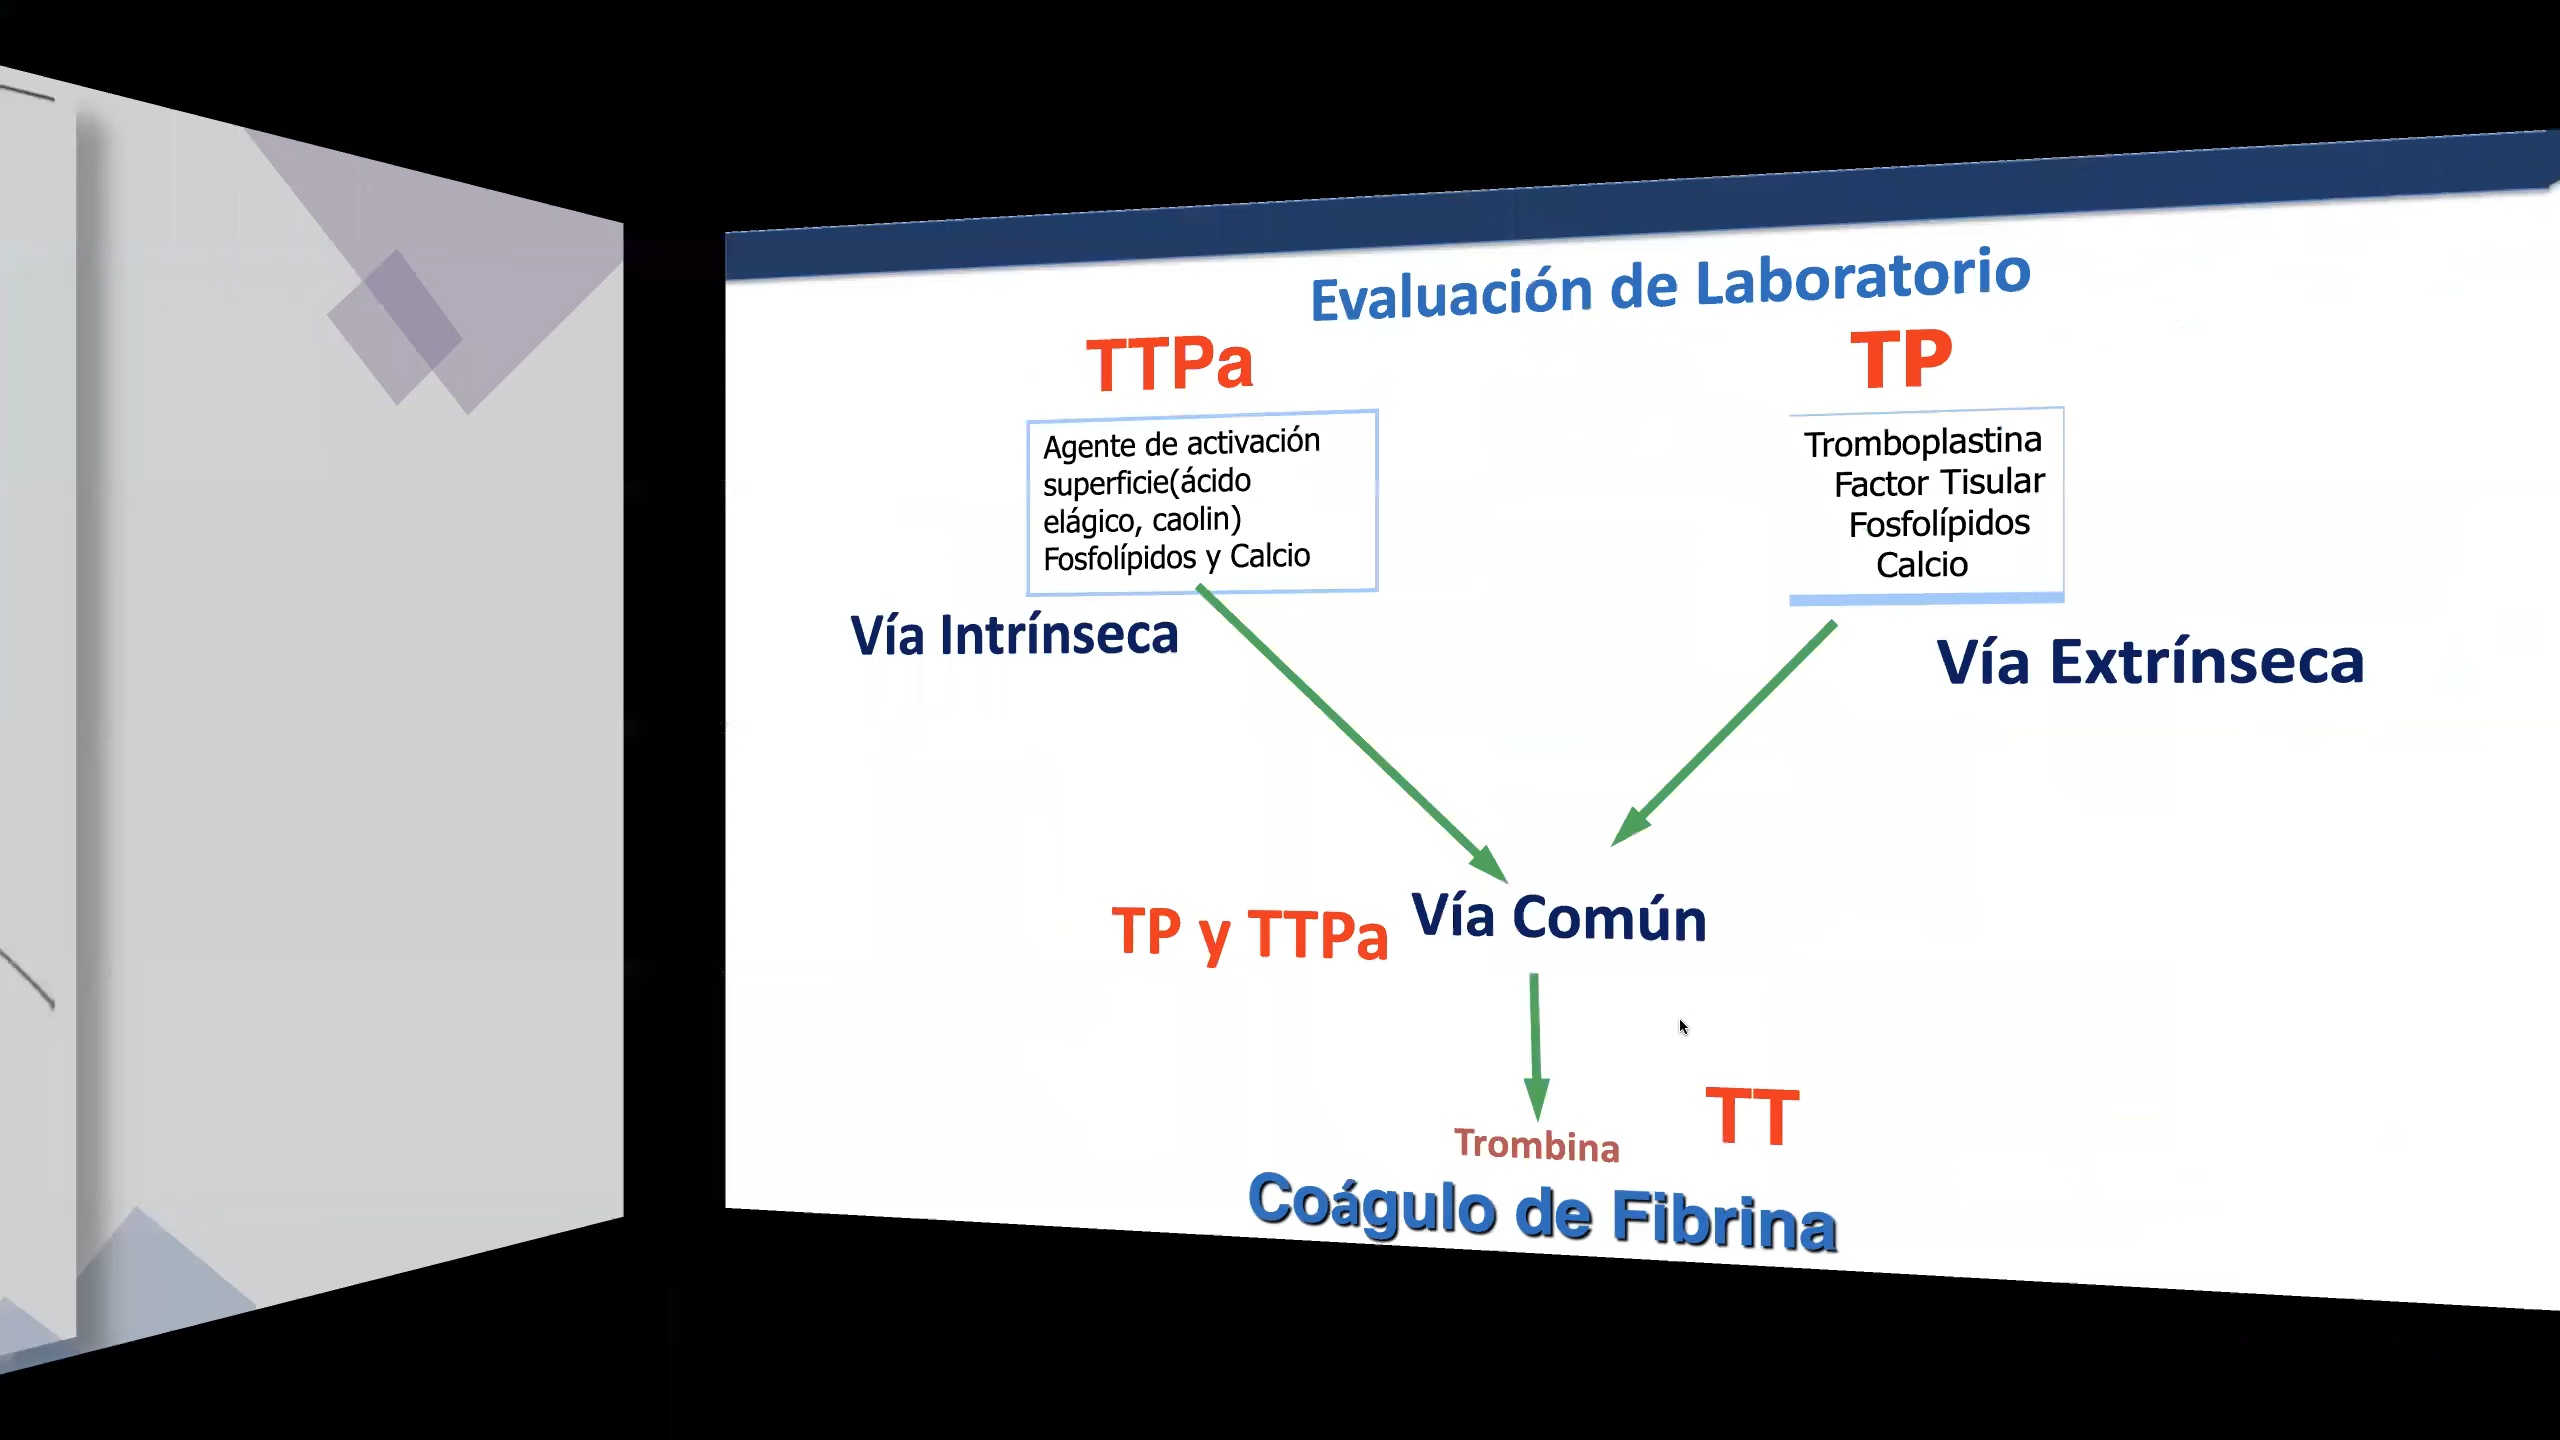 Evaluación de Laboratorio
TTPa
Agente de activación
superficie(ácido
elágico, caolin)
Fosfolípidos y Calcio
Vía Intrínseca
TP
Tromboplastina
Factor Tisular
Fosfolípidos
Calcio
Vía Extrínseca
TP y TTPa
Vía Común
TT
Trombina
Coágulo de Fibrina